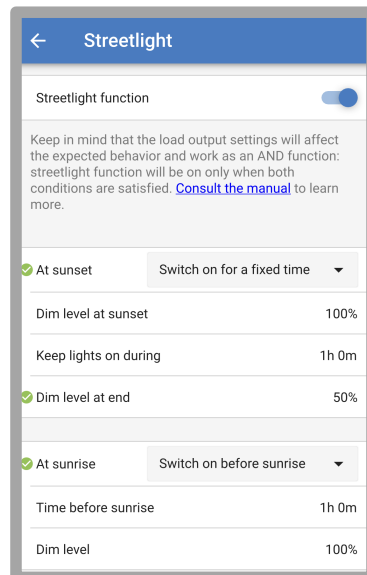 Streetlight
Streetlight function
Keep in mind that the load output settings will affect
the expected behavior and work as an AND function:
streetlight function will be on only when both
conditions are satisfied. Consult the manual to learn
more.
At sunset Switch on for a fixed time
Dim level at sunset 100%
Keep lights on during 1h 0m
Dim level at end 50%
At sunrise Switch on before sunrise
Time before sunrise 1h 0m
Dim level 100%